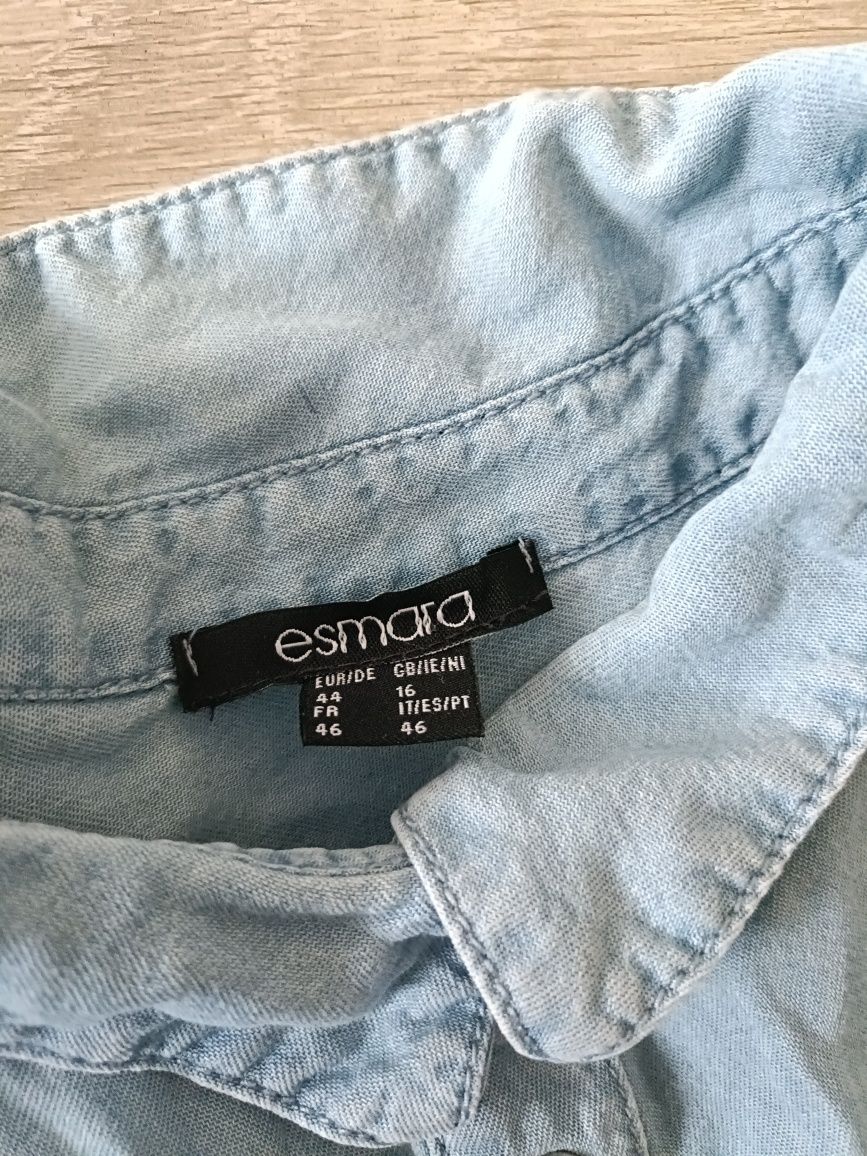 esmara
EUR/DE GB/IE/NI
44 16
FR IT/ES/PT
46 46